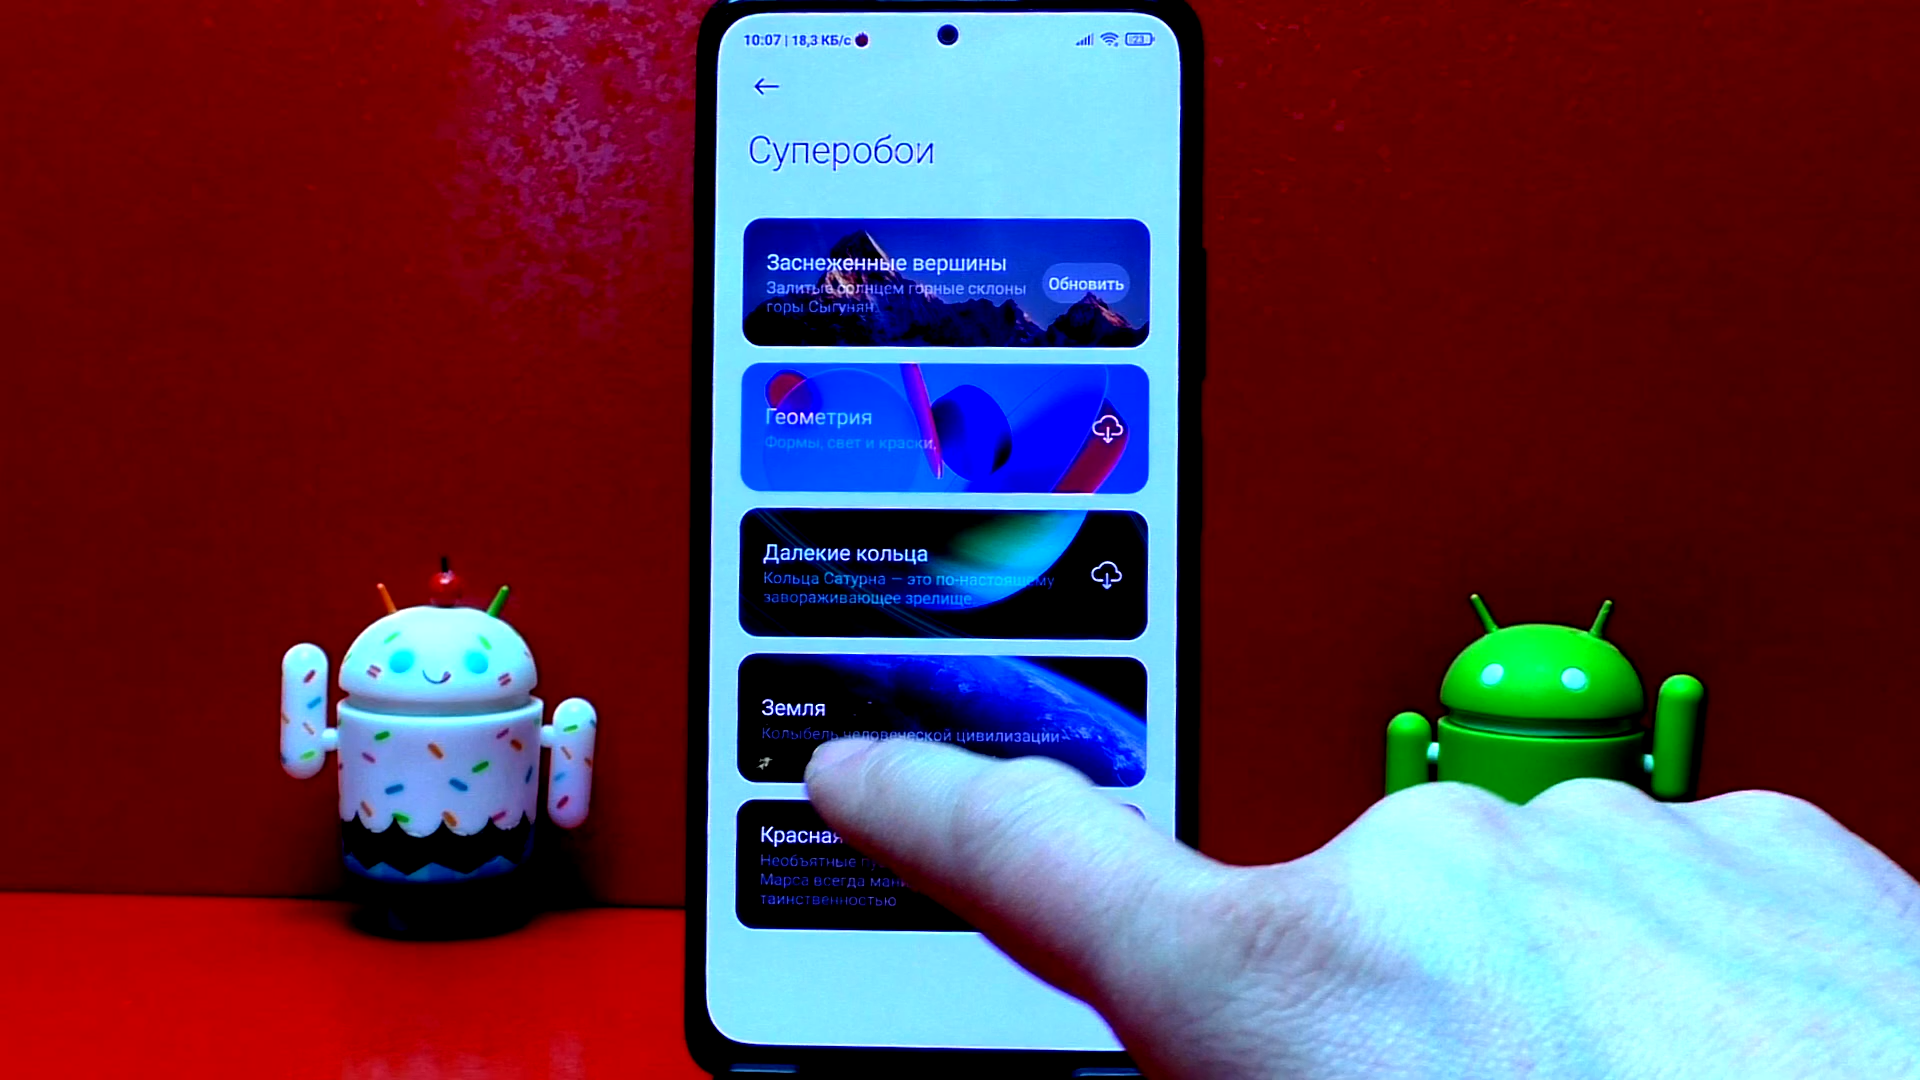 10:07 | 18,3 КБ/с
23
Суперобои
Заснеженные вершины
Залитые солнцем горные склоны
горы Сыгунян.
Обновить
Геометрия
Формы, свет и краски.
Далекие кольца
Кольца Сатурна — это по-настоящему
завораживающее зрелище
Земля
Колыбель человеческой цивилизации
Красная
Необъятные
Марса всегда
таинственностью